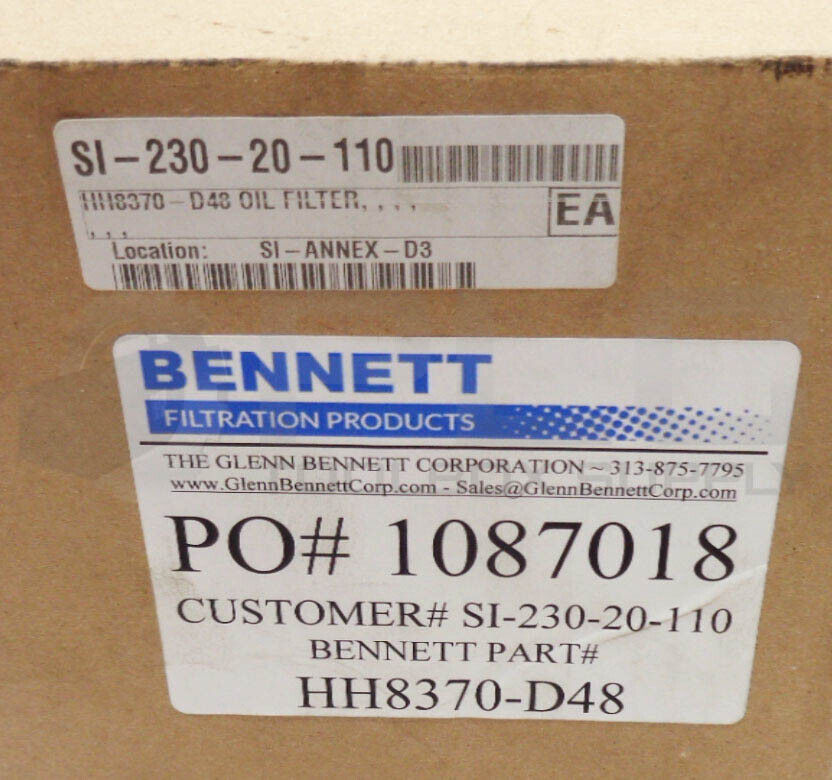 SI-230-20-110
HH8370-D48 OIL FILTER, , , ,
EA
, , ,
Location: SI-ANNEX-D3
BENNETT
FILTRATION PRODUCTS
THE GLENN BENNETT CORPORATION ~ 313-875-7795
www.GlennBennettCorp.com - Sales@GlennBennettCorp.com
PO# 1087018
CUSTOMER# SI-230-20-110
BENNETT PART#
HH8370-D48